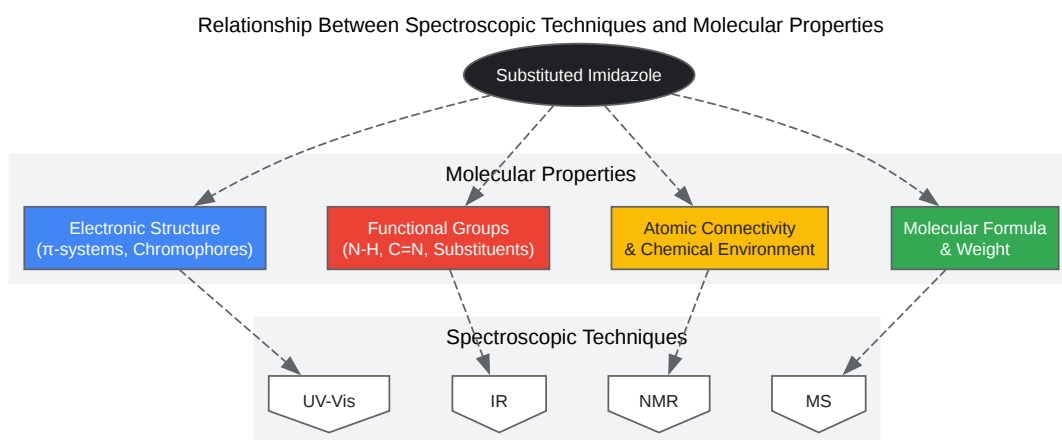 Relationship Between Spectroscopic Techniques and Molecular Properties
Substituted Imidazole
Molecular Properties
Electronic Structure
(π-systems, Chromophores)
Functional Groups
(N-H, C=N, Substituents)
Atomic Connectivity
& Chemical Environment
Molecular Formula
& Weight
Spectroscopic Techniques
UV-Vis
IR
NMR
MS